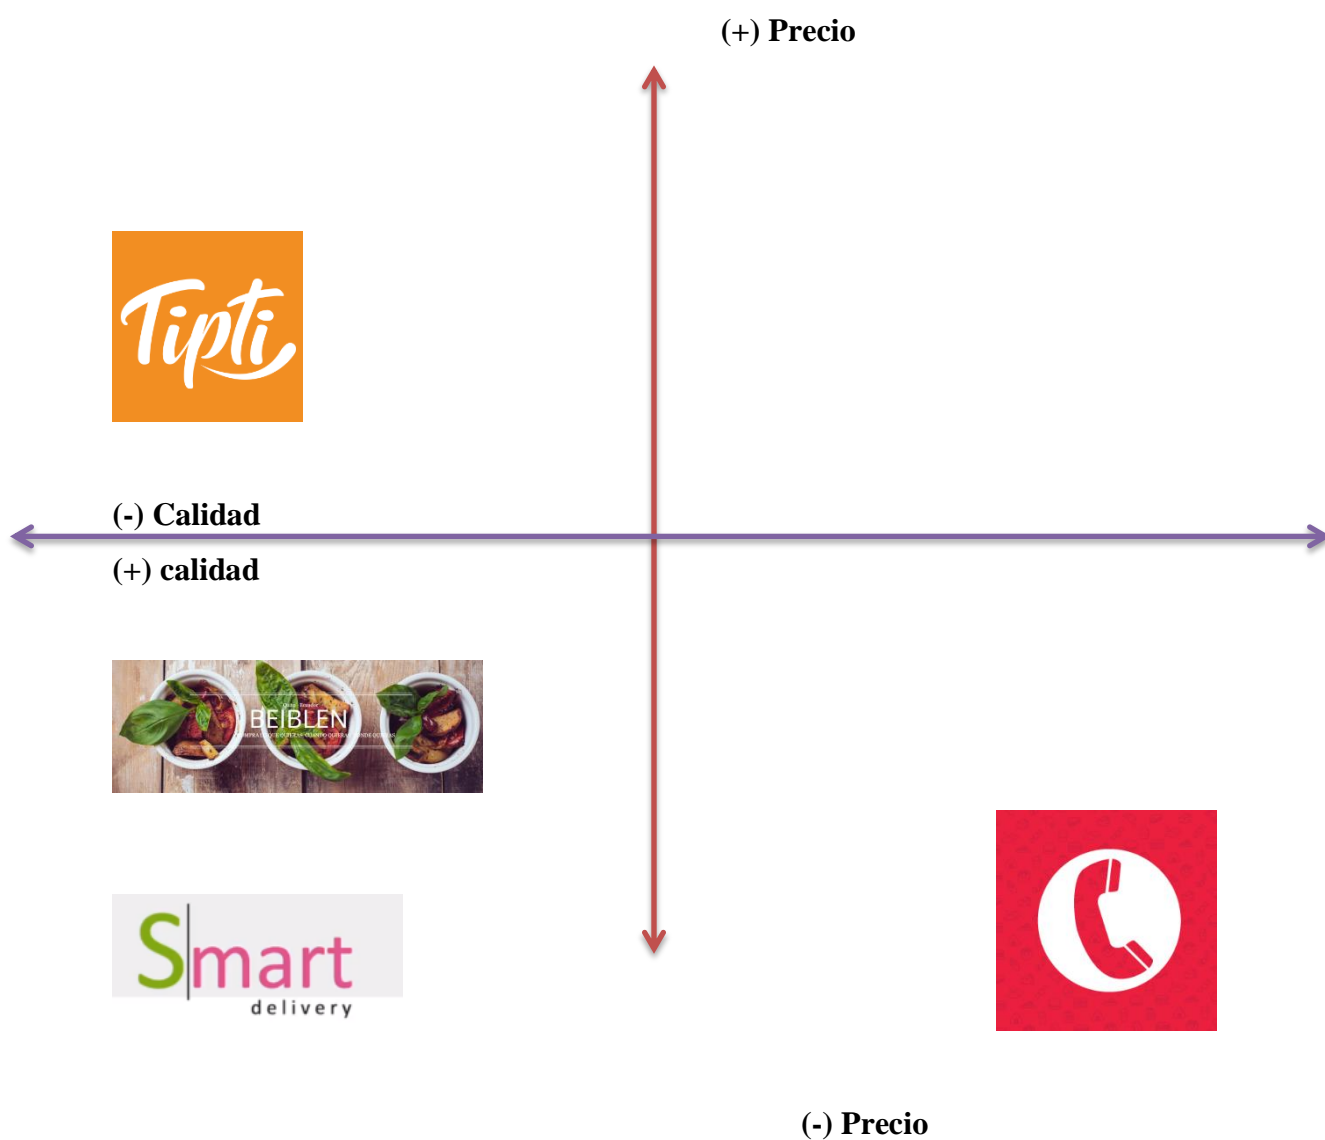 (+) Precio
Tipti
(-) Calidad
(+) calidad
BEIBLEN
Smart
delivery
(-) Precio